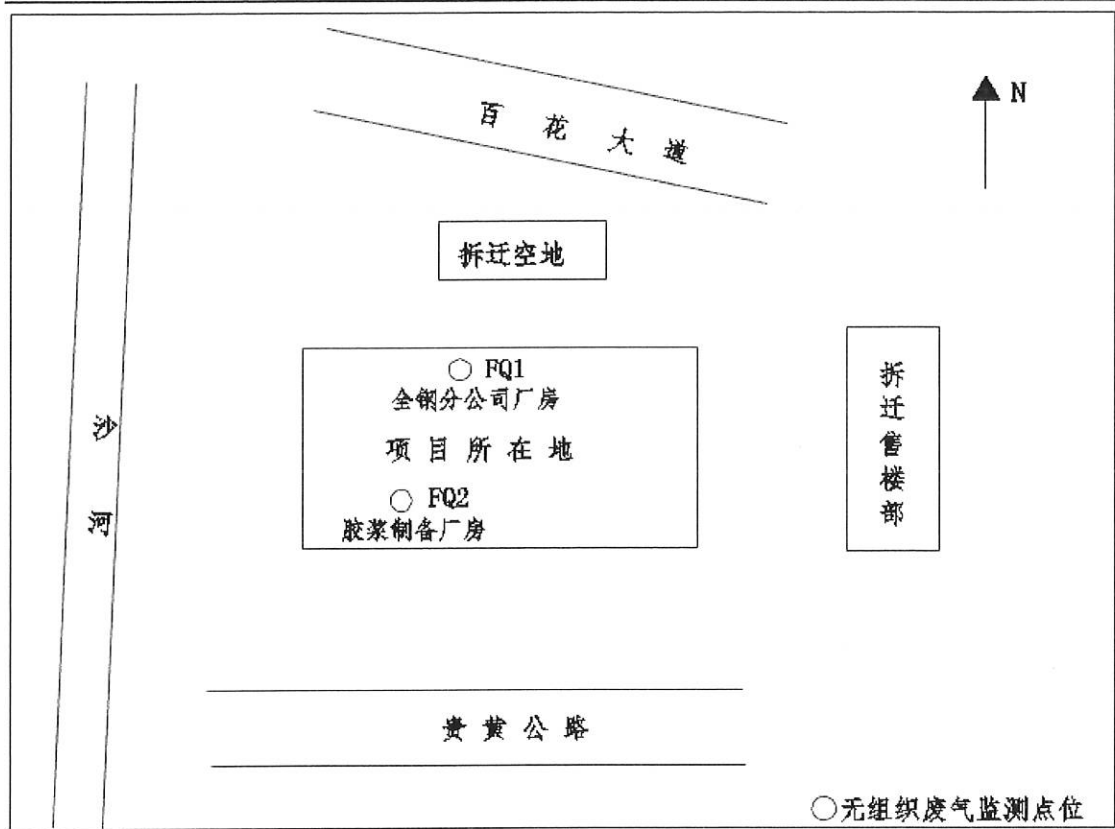 百花大道
N
拆迁空地
FQ1
全钢分公司厂房
项目所在地
FQ2
胶浆制备厂房
拆迁售楼部
贵黄公路
○无组织废气监测点位